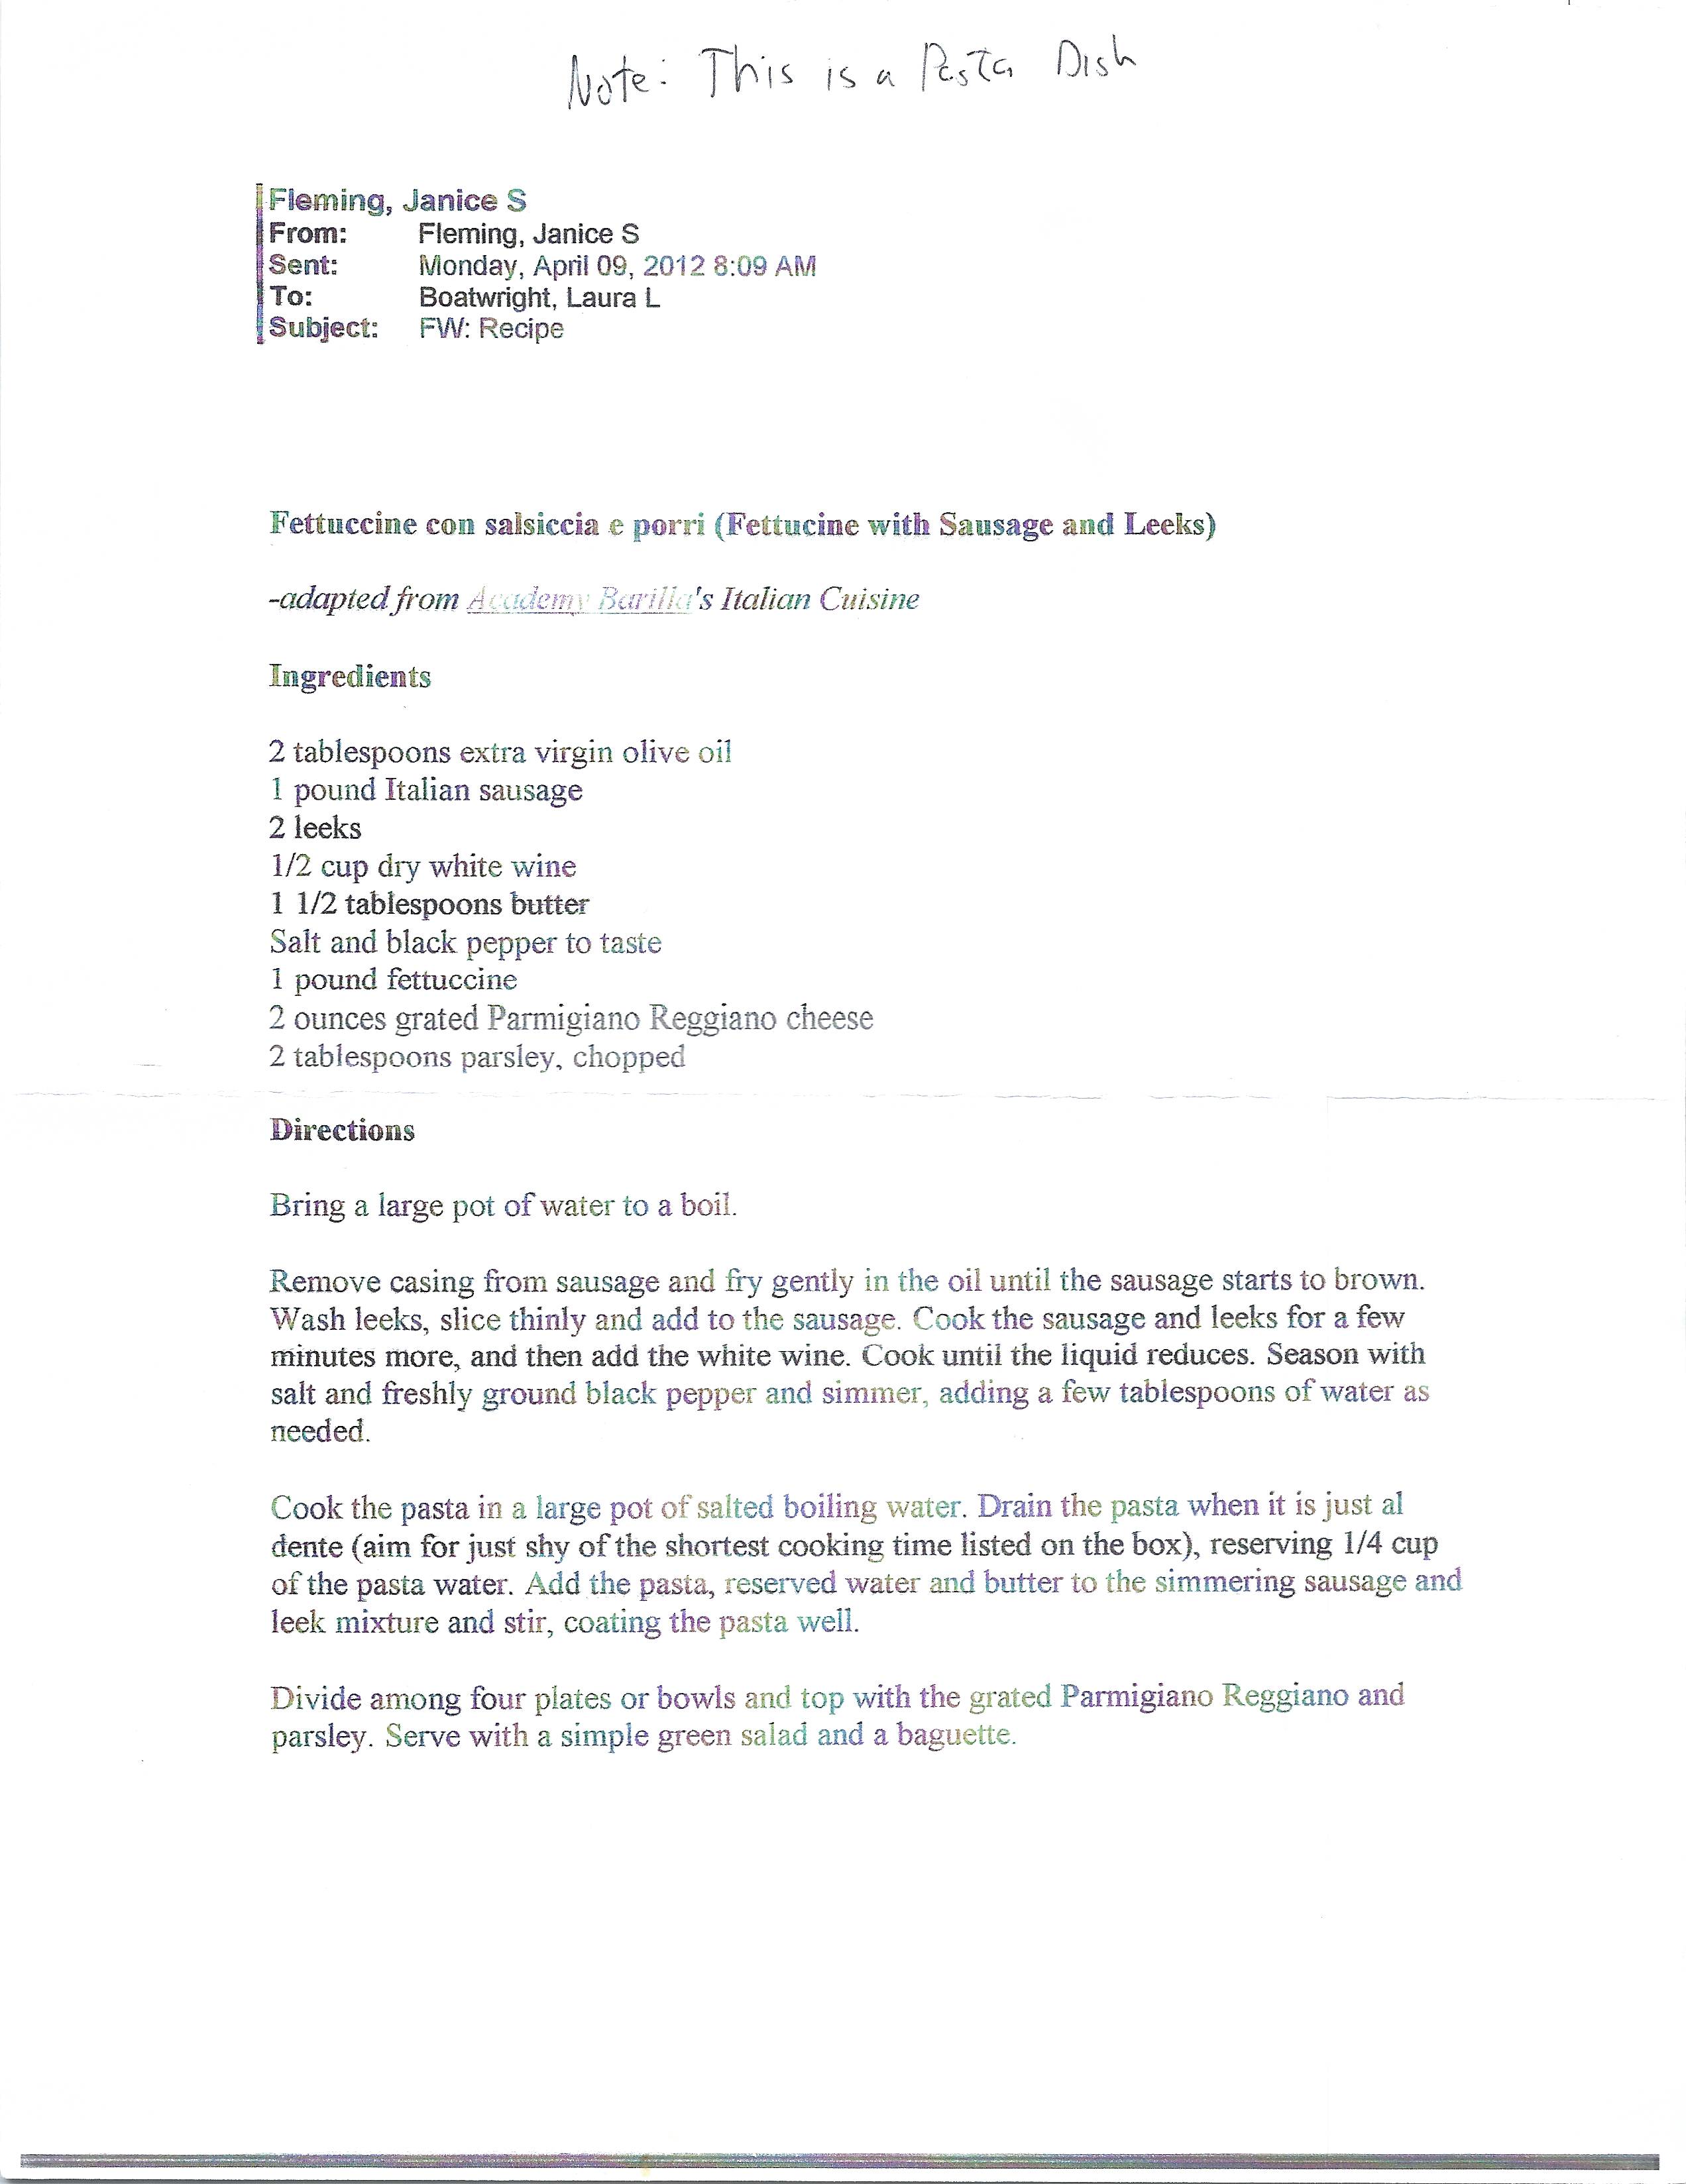 Note: This is a Pasta Dish
Fleming, Janice S
From: Fleming, Janice S
Sent: Monday, April 09, 2012 8:09 AM
To: Boatwright, Laura L
Subject: FW: Recipe
Fettuccine con salsiccia e porri (Fettucine with Sausage and Leeks)
-adapted from Academy Barilla's Italian Cuisine
Ingredients
2 tablespoons extra virgin olive oil
1 pound Italian sausage
2 leeks
1/2 cup dry white wine
1 1/2 tablespoons butter
Salt and black pepper to taste
1 pound fettuccine
2 ounces grated Parmigiano Reggiano cheese
2 tablespoons parsley, chopped
Directions
Bring a large pot of water to a boil.
Remove casing from sausage and fry gently in the oil until the sausage starts to brown.
Wash leeks, slice thinly and add to the sausage. Cook the sausage and leeks for a few
minutes more, and then add the white wine. Cook until the liquid reduces. Season with
salt and freshly ground black pepper and simmer, adding a few tablespoons of water as
needed.
Cook the pasta in a large pot of salted boiling water. Drain the pasta when it is just al
dente (aim for just shy of the shortest cooking time listed on the box), reserving 1/4 cup
of the pasta water. Add the pasta, reserved water and butter to the simmering sausage and
leek mixture and stir, coating the pasta well.
Divide among four plates or bowls and top with the grated Parmigiano Reggiano and
parsley. Serve with a simple green salad and a baguette.